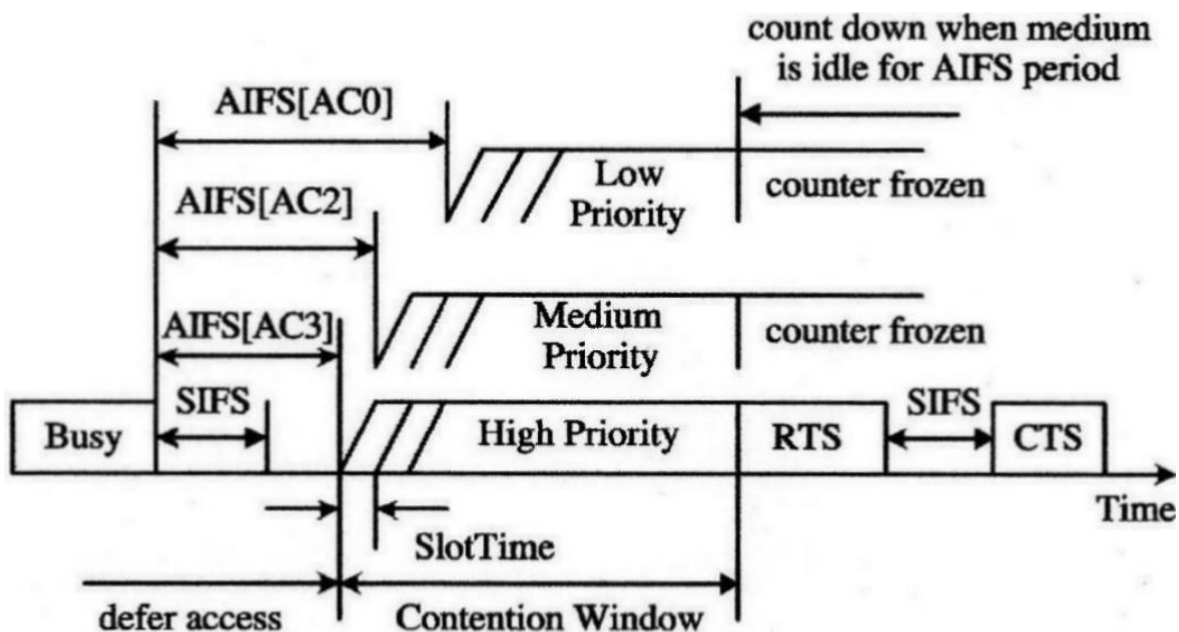 count down when medium
is idle for AIFS period
AIFS[AC0]
Low
Priority
counter frozen
AIFS[AC2]
Medium
Priority
counter frozen
AIFS[AC3]
Busy
SIFS
High Priority
RTS
SIFS
CTS
Time
SlotTime
defer access
Contention Window